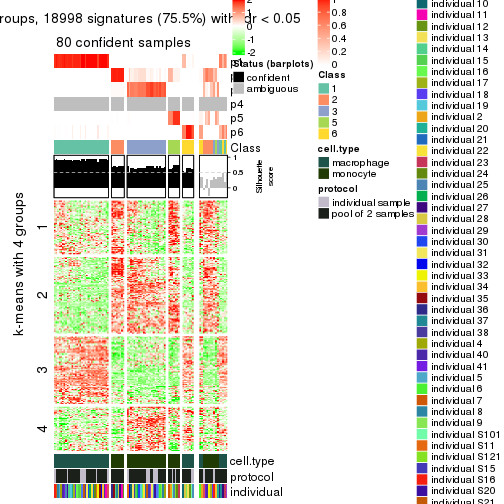 roups, 18998 signatures (75.5%) with fdr < 0.05
80 confident samples
p4
p5
p6
Class
1
0.5
0
Silhouette
score
k-means with 4 groups
1
2
3
4
cell.type
protocol
individual
2
1
0
-1
-2
Status (barplots)
confident
ambiguous
0.8
0.6
0.4
0.2
0
Class
1
2
3
5
6
cell.type
macrophage
monocyte
protocol
individual sample
pool of 2 samples
individual 10
individual 11
individual 12
individual 13
individual 14
individual 15
individual 16
individual 17
individual 18
individual 19
individual 2
individual 20
individual 21
individual 22
individual 23
individual 24
individual 25
individual 26
individual 27
individual 28
individual 29
individual 30
individual 31
individual 32
individual 33
individual 34
individual 35
individual 36
individual 37
individual 38
individual 4
individual 40
individual 41
individual 5
individual 6
individual 7
individual 8
individual 9
individual S101
individual S11
individual S121
individual S15
individual S16
individual S20
individual S21